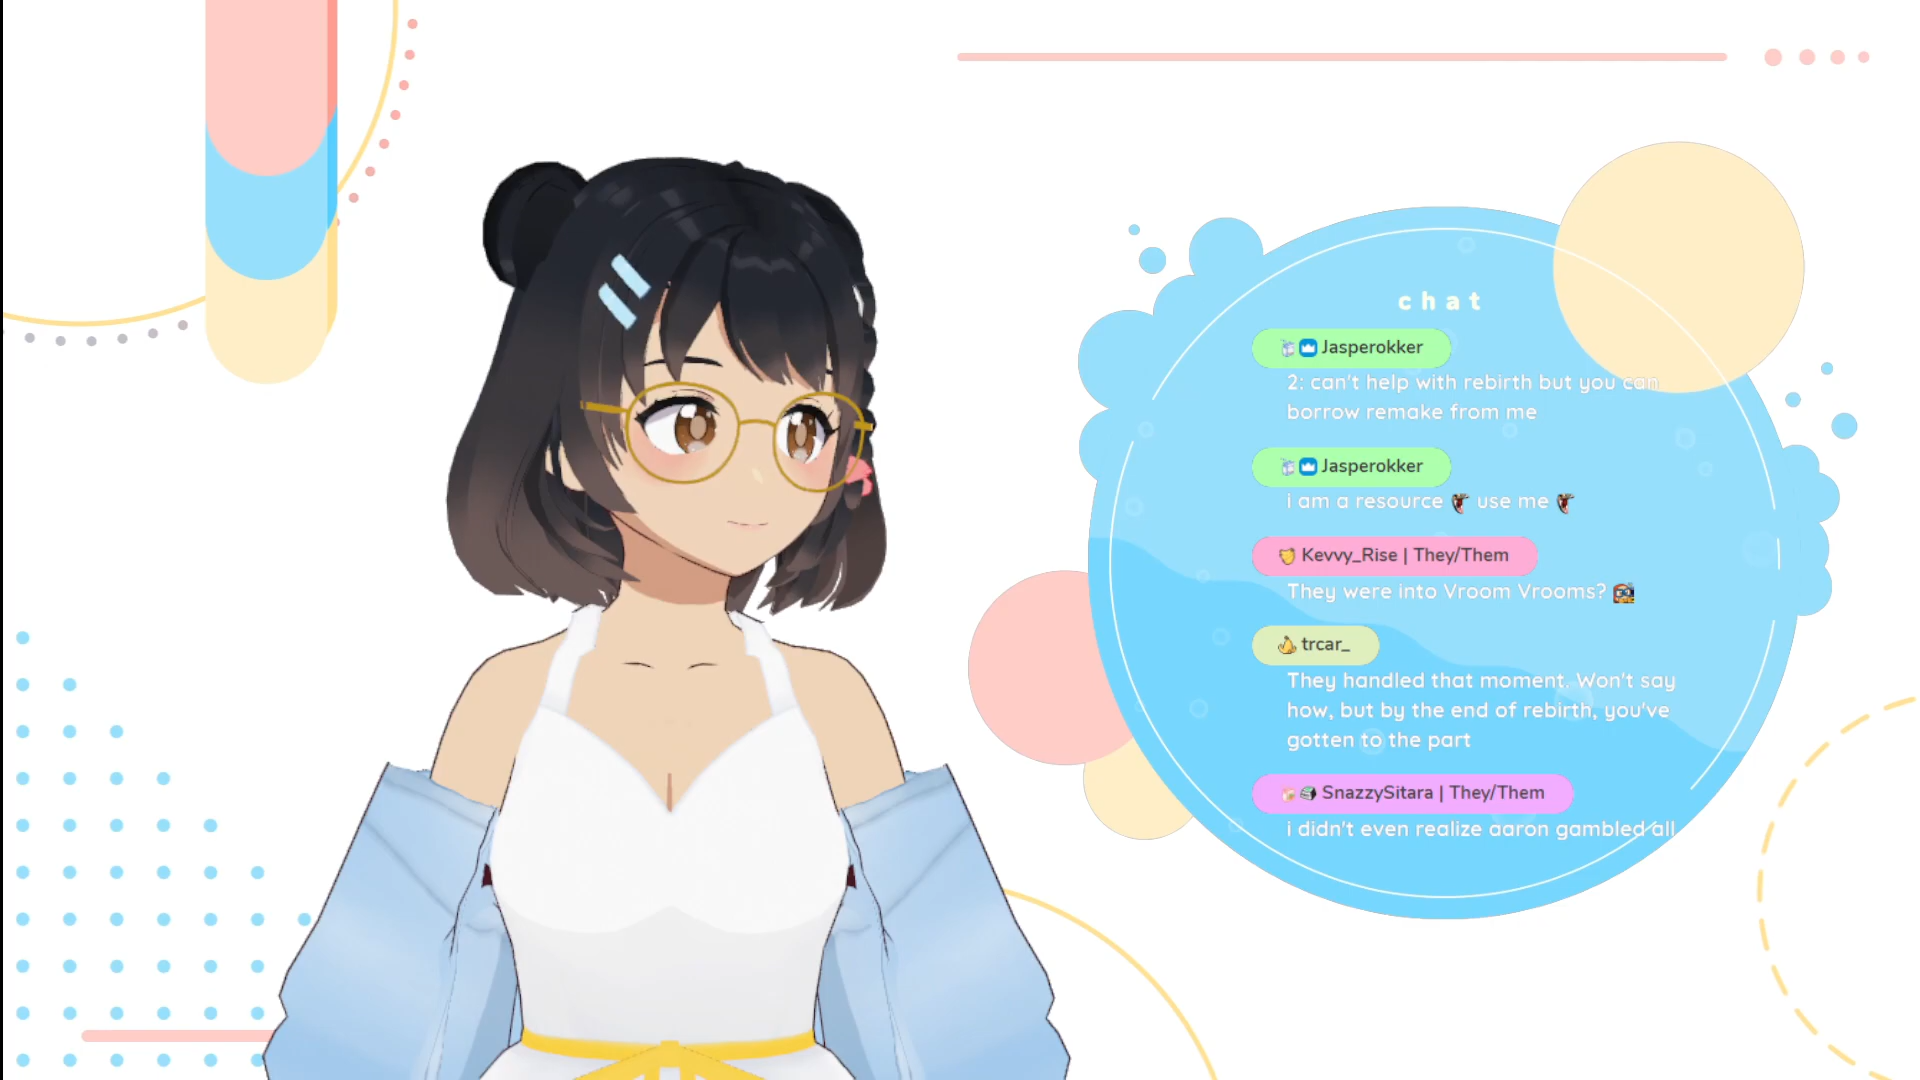 chat
Jasperokker
2: can't help with rebirth but you can
borrow remake from me
Jasperokker
i am a resource use me
Kevvy_Rise | They/Them
They were into Vroom Vrooms?
trcar_
They handled that moment. Won't say
how, but by the end of rebirth, you've
gotten to the part
SnazzySitara | They/Them
i didn't even realize aaron gambled all